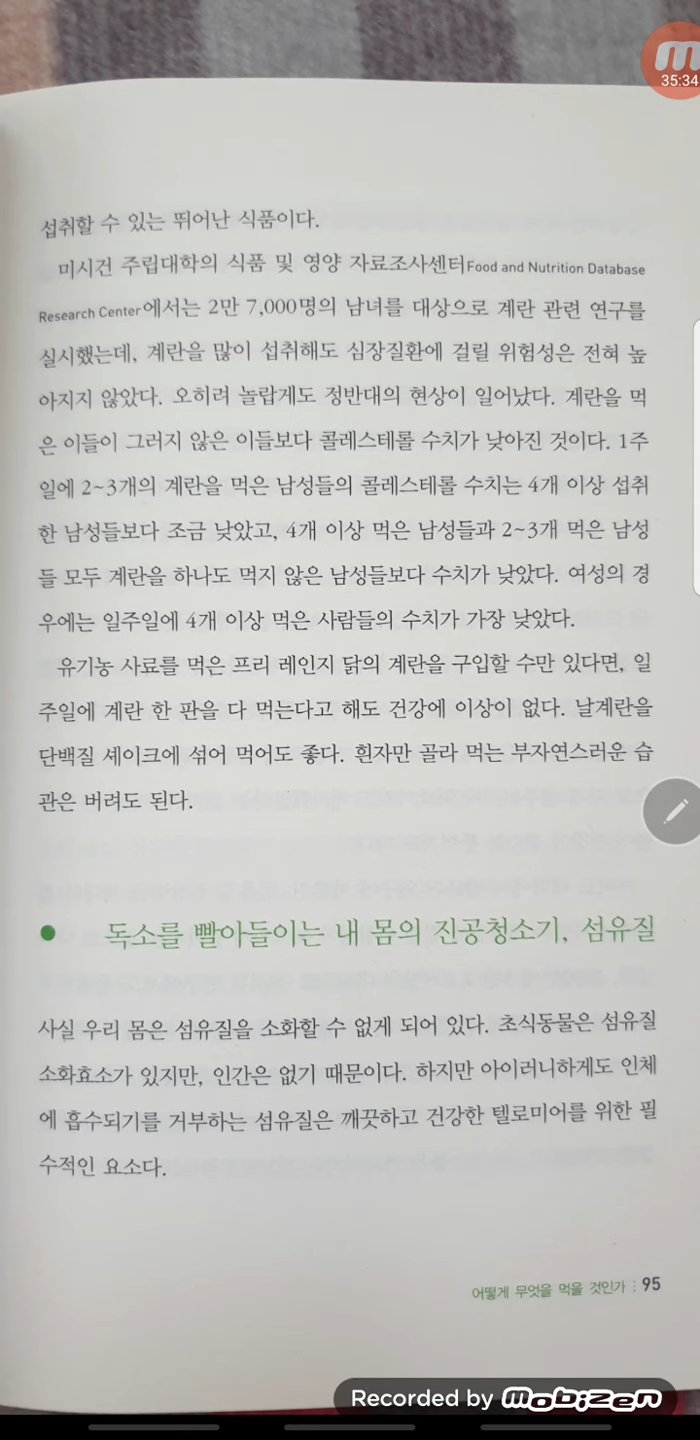 35:34
섭취할 수 있는 뛰어난 식품이다.
미시건 주립대학의 식품 및 영양 자료조사센터Food and Nutrition Database
Research Center에서는 2만 7,000명의 남녀를 대상으로 계란 관련 연구를
실시했는데, 계란을 많이 섭취해도 심장질환에 걸릴 위험성은 전혀 높
아지지 않았다. 오히려 놀랍게도 정반대의 현상이 일어났다. 계란을 먹
은 이들이 그러지 않은 이들보다 콜레스테롤 수치가 낮아진 것이다. 1주
일에 2~3개의 계란을 먹은 남성들의 콜레스테롤 수치는 4개 이상 섭취
한 남성들보다 조금 낮았고, 4개 이상 먹은 남성들과 2~3개 먹은 남성
들 모두 계란을 하나도 먹지 않은 남성들보다 수치가 낮았다. 여성의 경
우에는 일주일에 4개 이상 먹은 사람들의 수치가 가장 낮았다.
유기농 사료를 먹은 프리 레인지 닭의 계란을 구입할 수만 있다면, 일
주일에 계란 한 판을 다 먹는다고 해도 건강에 이상이 없다. 날계란을
단백질 셰이크에 섞어 먹어도 좋다. 흰자만 골라 먹는 부자연스러운 습
관은 버려도 된다.
● 독소를 빨아들이는 내 몸의 진공청소기, 섬유질
사실 우리 몸은 섬유질을 소화할 수 없게 되어 있다. 초식동물은 섬유질
소화효소가 있지만, 인간은 없기 때문이다. 하지만 아이러니하게도 인체
에 흡수되기를 거부하는 섬유질은 깨끗하고 건강한 텔로미어를 위한 필
수적인 요소다.
어떻게 무엇을 먹을 것인가 ⋮ 95
Recorded by mobizen